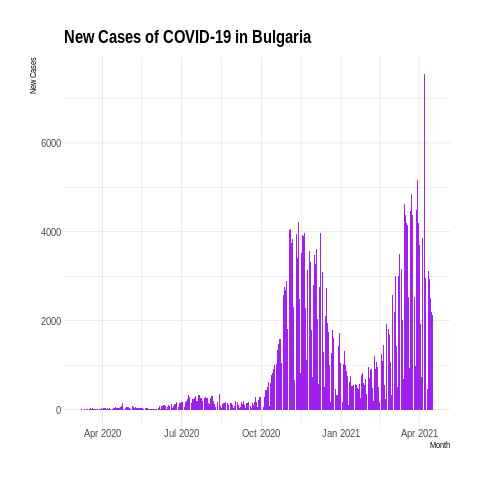 New Cases of COVID-19 in Bulgaria
New Cases
6000
4000
2000
0
Apr 2020 Jul 2020 Oct 2020 Jan 2021 Apr 2021
Month